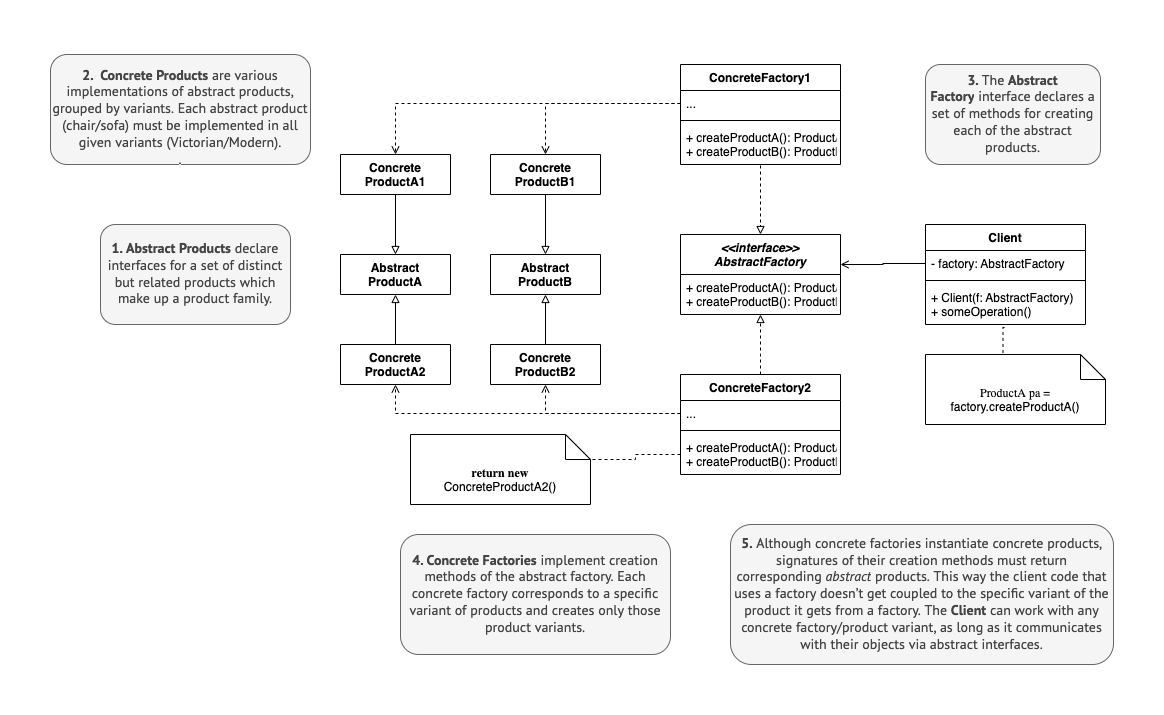 2. Concrete Products are various
implementations of abstract products,
grouped by variants. Each abstract product
(chair/sofa) must be implemented in all
given variants (Victorian/Modern).
.
ConcreteFactory1
...
+ createProductA(): Product
+ createProductB(): Product
3. The Abstract
Factory interface declares a
set of methods for creating
each of the abstract
products.
Concrete
ProductA1
Concrete
ProductB1
1. Abstract Products declare
interfaces for a set of distinct
but related products which
make up a product family.
Abstract
ProductA
Abstract
ProductB
<<interface>>
AbstractFactory
+ createProductA(): Product
+ createProductB(): Product
Client
- factory: AbstractFactory
+ Client(f: AbstractFactory)
+ someOperation()
Concrete
ProductA2
Concrete
ProductB2
ConcreteFactory2
...
+ createProductA(): Product
+ createProductB(): Product
ProductA pa =
factory.createProductA()
return new
ConcreteProductA2()
4. Concrete Factories implement creation
methods of the abstract factory. Each
concrete factory corresponds to a specific
variant of products and creates only those
product variants.
5. Although concrete factories instantiate concrete products,
signatures of their creation methods must return
corresponding abstract products. This way the client code that
uses a factory doesn't get coupled to the specific variant of the
product it gets from a factory. The Client can work with any
concrete factory/product variant, as long as it communicates
with their objects via abstract interfaces.